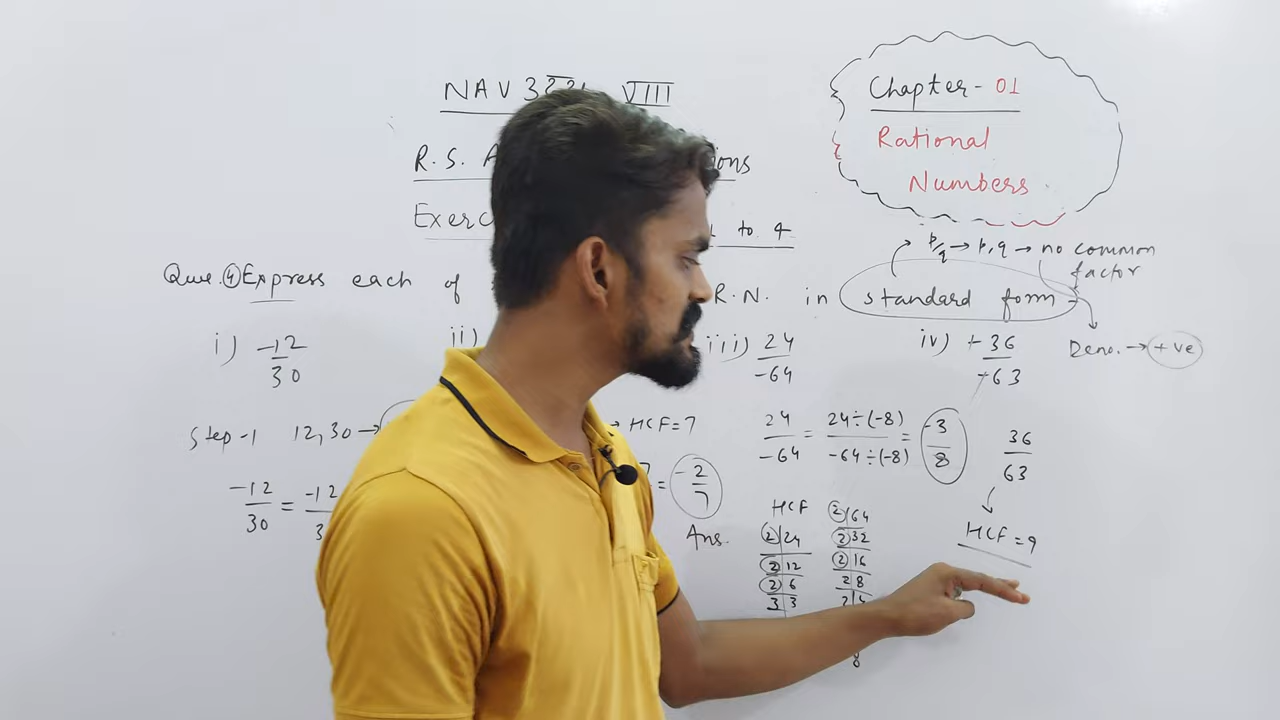 NAV 3 VIII
R.S. A ons
Exerc to 4
Chapter-01
Rational
Numbers
p/q → p,q → no common
factor
Que. ④ Express each of R.N. in standard form
Deno. → +ve
i) -12/30
ii)
iii) 24/-64
iv) +36/+63
Step-1 12,30 →
→ HCF=7
-12/30 = -12/3
= -2/7
Ans.
24/-64 = 24÷(-8)/-64÷(-8) = -3/8
36/63
HCF = 9
HCF
2|24
2|12
2|6
3|3
2|64
2|32
2|16
2|8
2|4